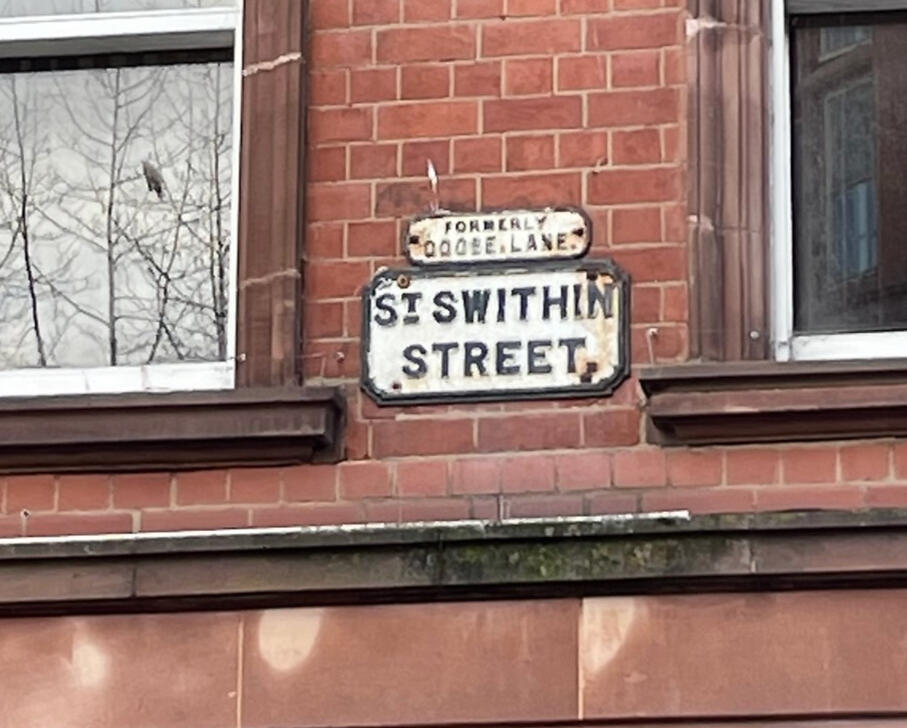 FORMERLY
GOOSE.LANE.
ST SWITHIN
STREET.